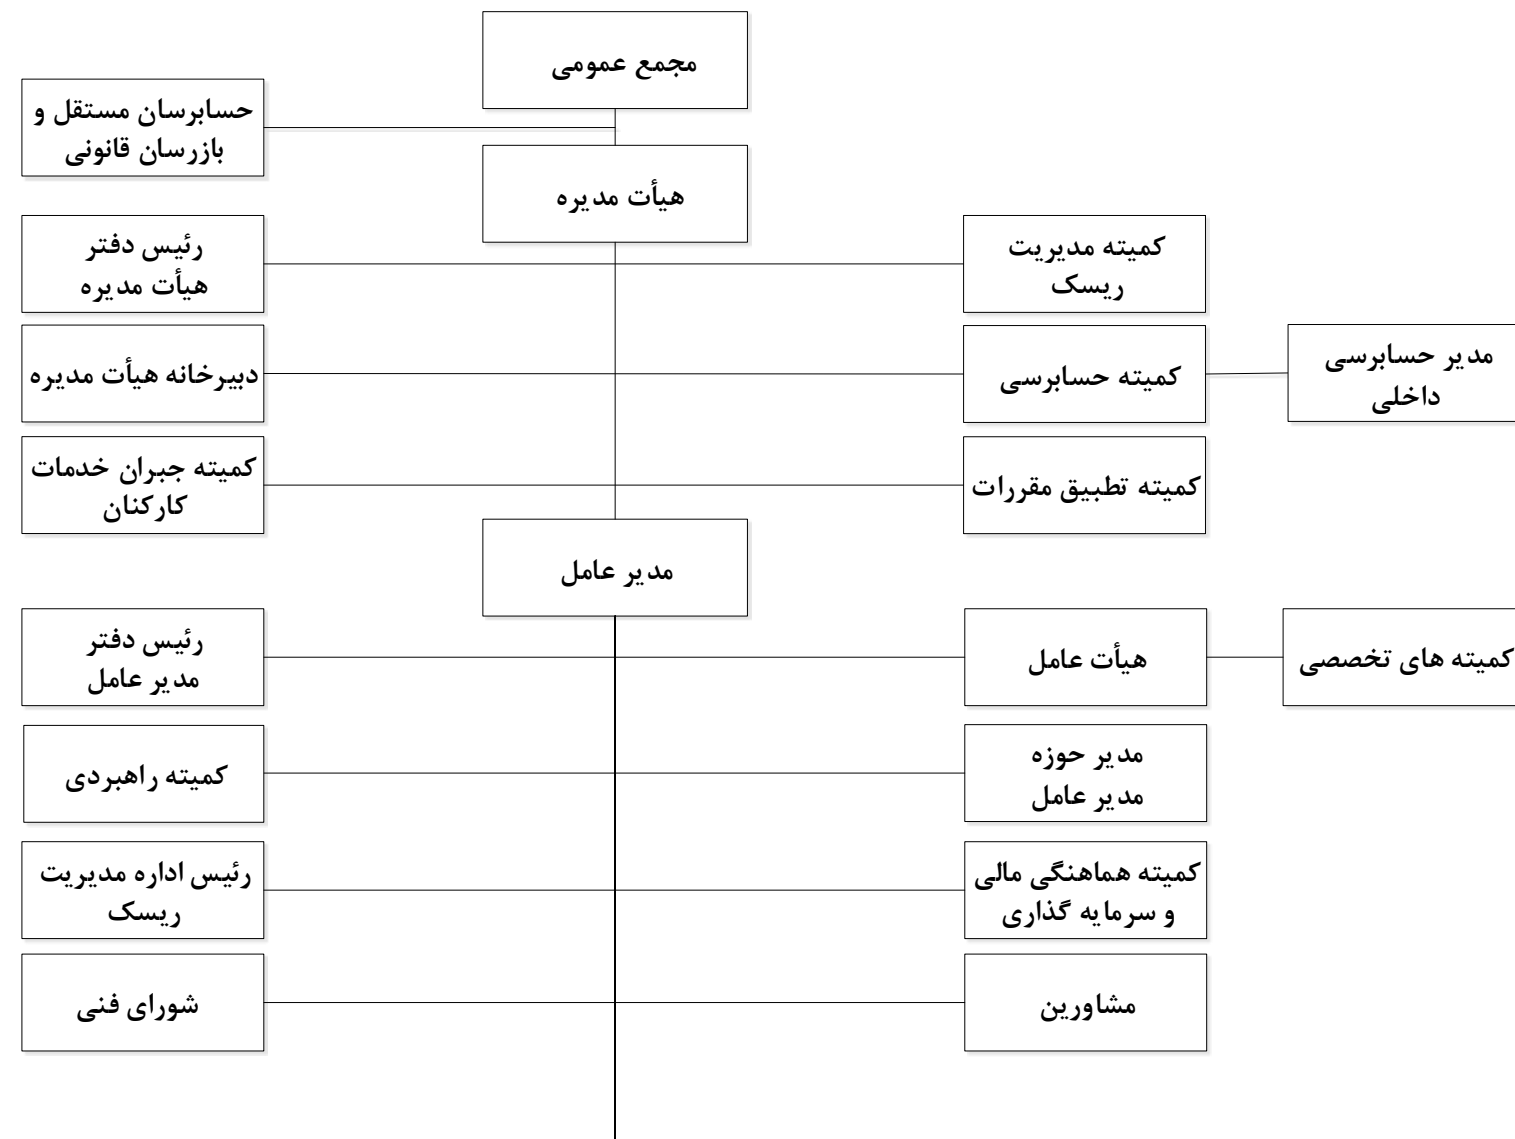 مجمع عمومی
حسابرسان مستقل و
بازرسان قانونی
هیأت مدیره
کمیته مدیریت
ریسک
رئیس دفتر
هیأت مدیره
مدیر حسابرسی
داخلی
کمیته حسابرسی
دبیرخانه هیأت مدیره
کمیته تطبیق مقررات
کمیته جبران خدمات
کارکنان
مدیر عامل
کمیته های تخصصی
هیأت عامل
رئیس دفتر
مدیر عامل
مدیر حوزه
مدیر عامل
کمیته راهبردی
کمیته هماهنگی مالی
و سرمایه گذاری
رئیس اداره مدیریت
ریسک
مشاورین
شورای فنی